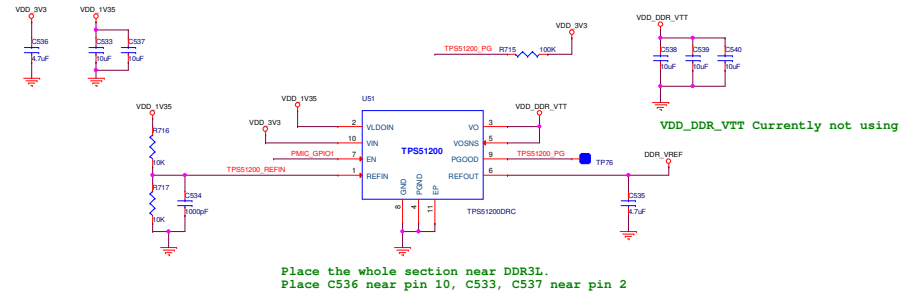 VDD_3V3
VDD_1V35
C536
4.7uF
C533
10uF
C537
10uF
VDD_3V3
TPS51200_PG
R715
100K
VDD_DDR_VTT
C538
10uF
C539
10uF
C540
10uF
VDD_DDR_VTT Currently not using
VDD_1V35
R716
10K
TPS51200_REFIN
R717
10K
C534
1000pF
VDD_3V3
VDD_1V35
PMIC_GPIO1
U51
2
VLDOIN
10
VIN
7
EN
1
REFIN
TPS51200
VO
3
VOSNS
5
PGOOD
9
REFOUT
6
GND
PGND
EP
8
4
11
TPS51200DRC
VDD_DDR_VTT
TPS51200_PG
TP76
DDR_VREF
C535
4.7uF
Place the whole section near DDR3L.
Place C536 near pin 10, C533, C537 near pin 2